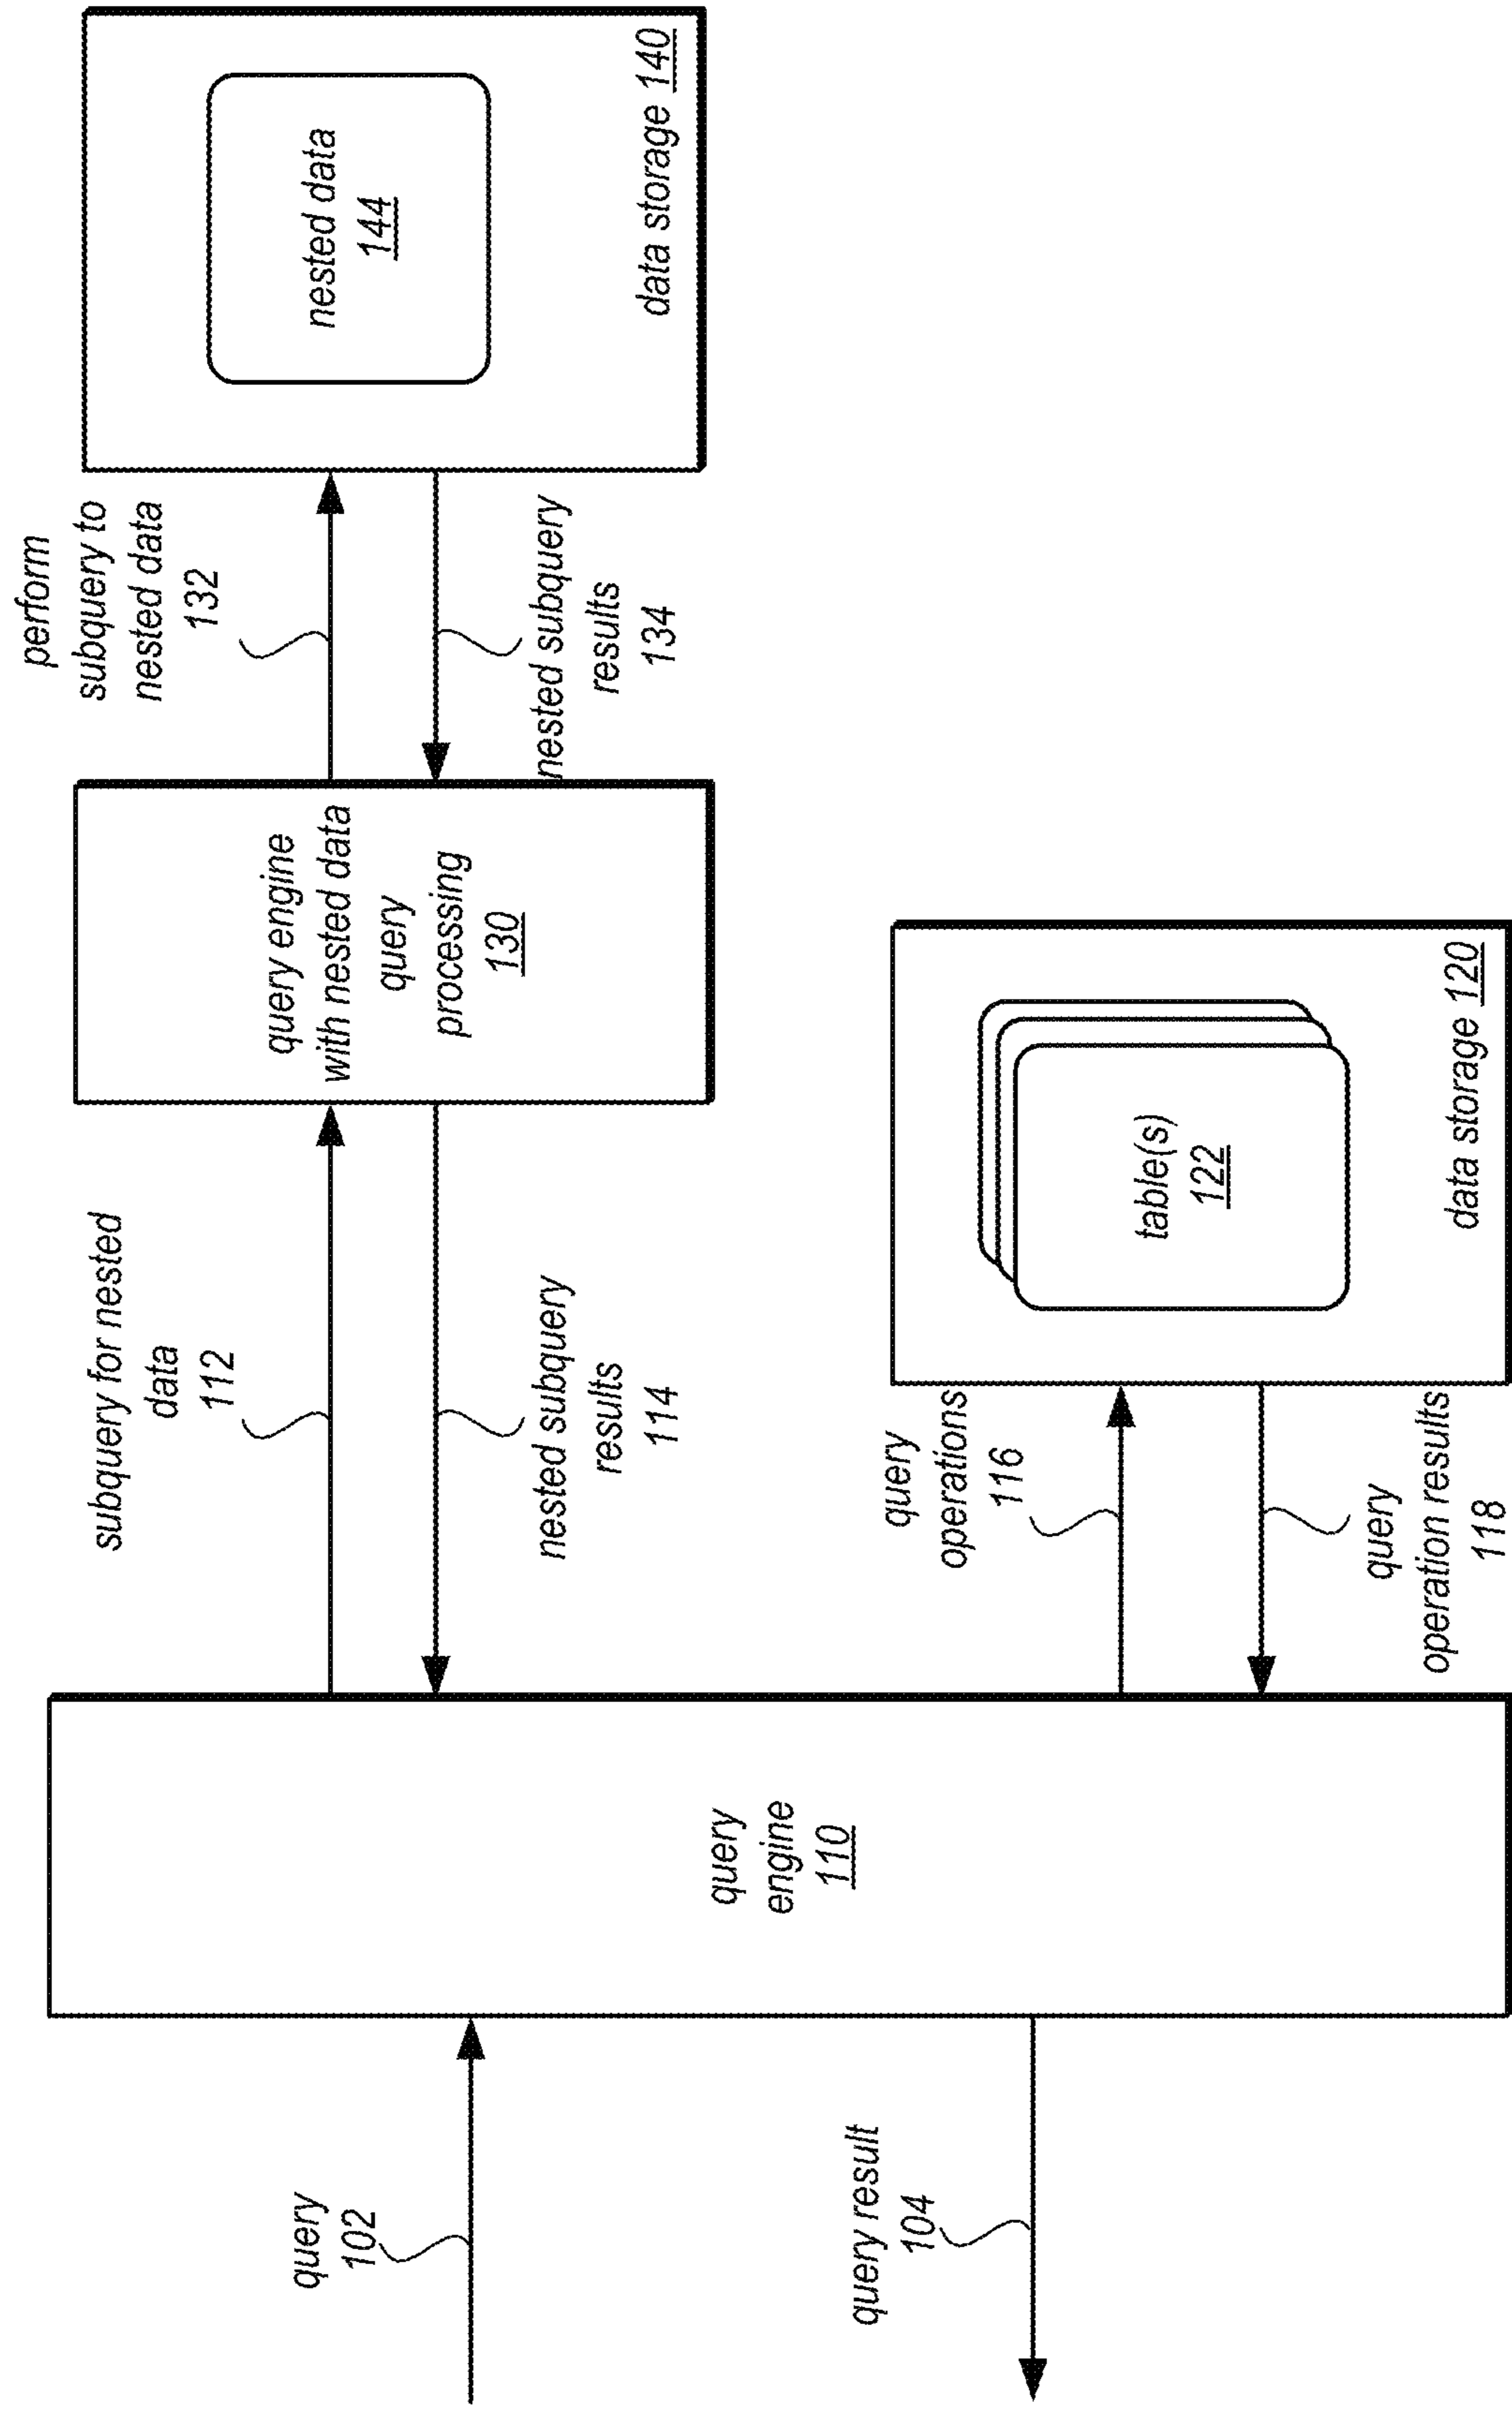 query
102
query result
104
query
engine
110
subquery for nested
data
112
nested subquery
results
114
query
operations
116
query
operation results
118
query engine
with nested data
query
processing
130
table(s)
122
data storage 120
perform
subquery to
nested data
132
nested subquery
results
134
nested data
144
data storage 140